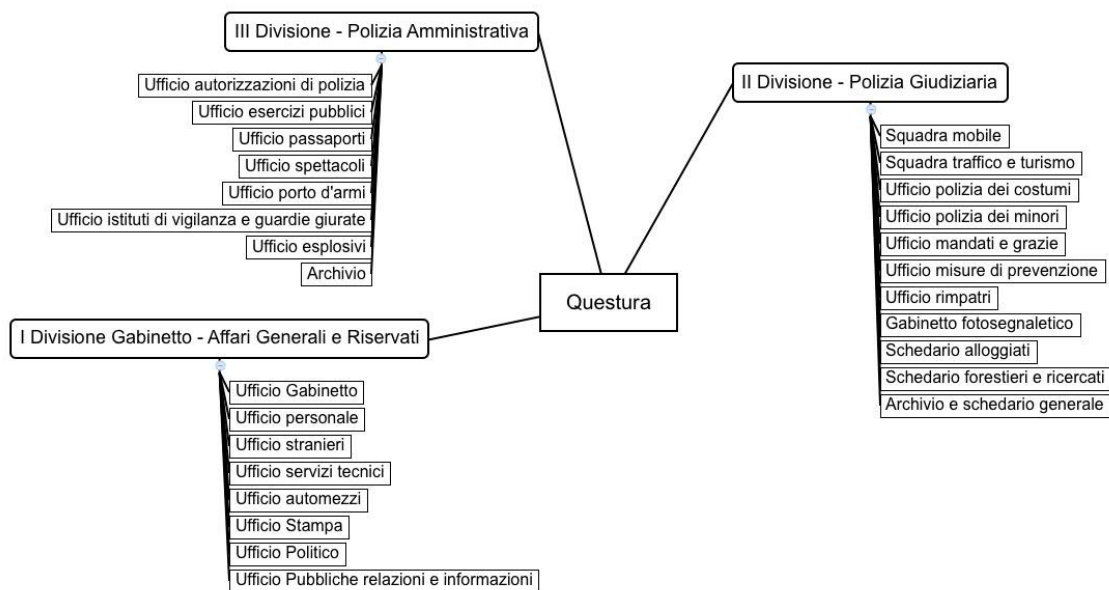 III Divisione - Polizia Amministrativa
Ufficio autorizzazioni di polizia
Ufficio esercizi pubblici
Ufficio passaporti
Ufficio spettacoli
Ufficio porto d'armi
Ufficio istituti di vigilanza e guardie giurate
Ufficio esplosivi
Archivio
II Divisione - Polizia Giudiziaria
Squadra mobile
Squadra traffico e turismo
Ufficio polizia dei costumi
Ufficio polizia dei minori
Ufficio mandati e grazie
Ufficio misure di prevenzione
Ufficio rimpatri
Gabinetto fotosegnaletico
Schedario alloggiati
Schedario forestieri e ricercati
Archivio e schedario generale
Questura
I Divisione Gabinetto - Affari Generali e Riservati
Ufficio Gabinetto
Ufficio personale
Ufficio stranieri
Ufficio servizi tecnici
Ufficio automezzi
Ufficio Stampa
Ufficio Politico
Ufficio Pubbliche relazioni e informazioni